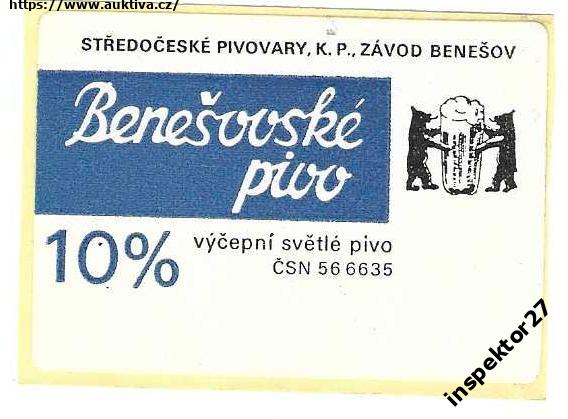 https://www.auktiva.cz/
STŘEDOČESKÉ PIVOVARY, K. P., ZÁVOD BENEŠOV
Benešovské
pivo
10% výčepní světlé pivo
ČSN 56 6635
inspektor27